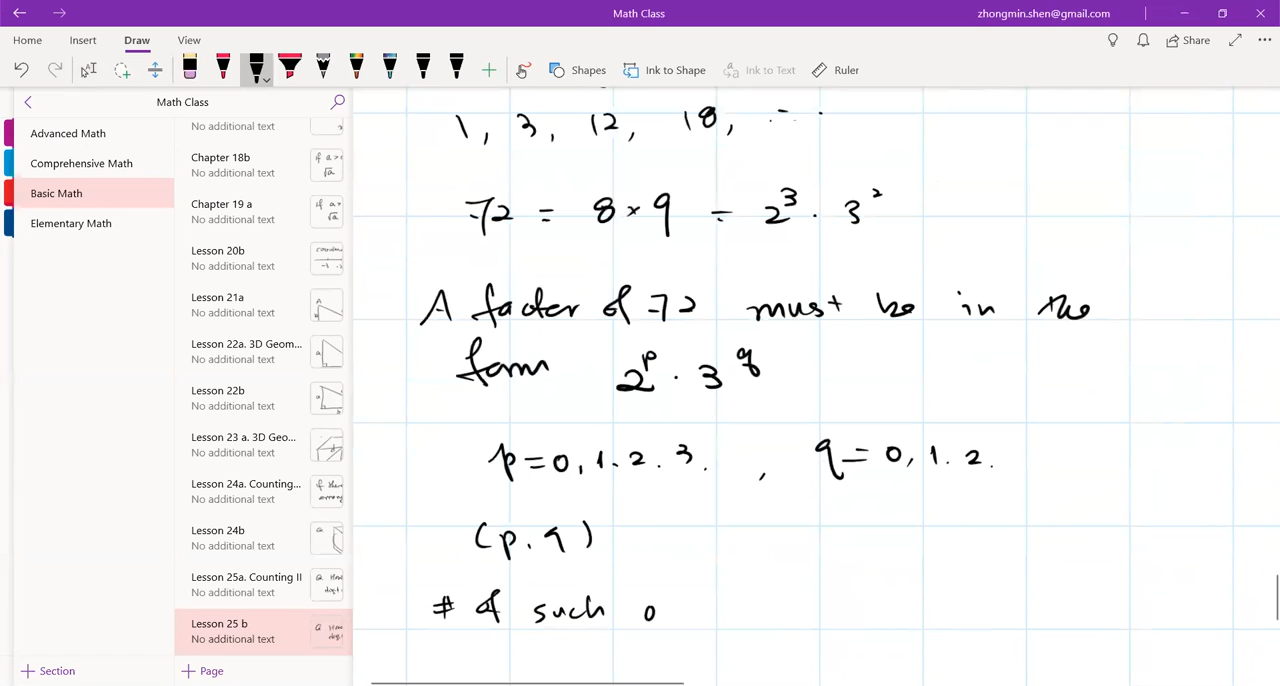 Math Class
zhongmin.shen@gmail.com
Home Insert Draw View
Share
Shapes Ink to Shape Ink to Text Ruler
Math Class
Advanced Math
Comprehensive Math
Basic Math
Elementary Math
No additional text
Chapter 18b
No additional text
Chapter 19 a
No additional text
Lesson 20b
No additional text
Lesson 21a
No additional text
Lesson 22a. 3D Geom...
No additional text
Lesson 22b
No additional text
Lesson 23 a. 3D Geo...
No additional text
Lesson 24a. Counting...
No additional text
Lesson 24b
No additional text
Lesson 25a. Counting II
No additional text
Lesson 25 b
No additional text
Section
Page
1, 3, 12, 18, ...
72 = 8 × 9 = 2³ · 3²
A factor of 72 must be in the
form 2^p · 3^q
p = 0, 1. 2. 3. , q = 0, 1. 2.
(p. q)
# of such o